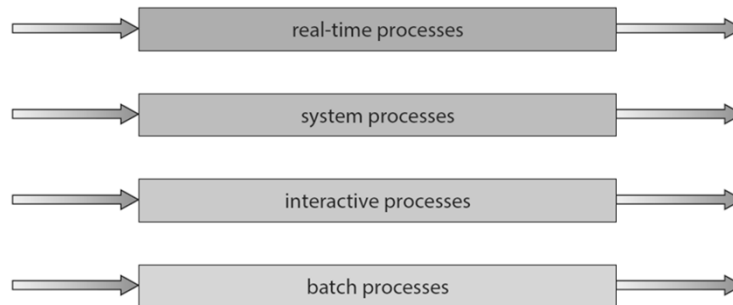 real-time processes
system processes
interactive processes
batch processes